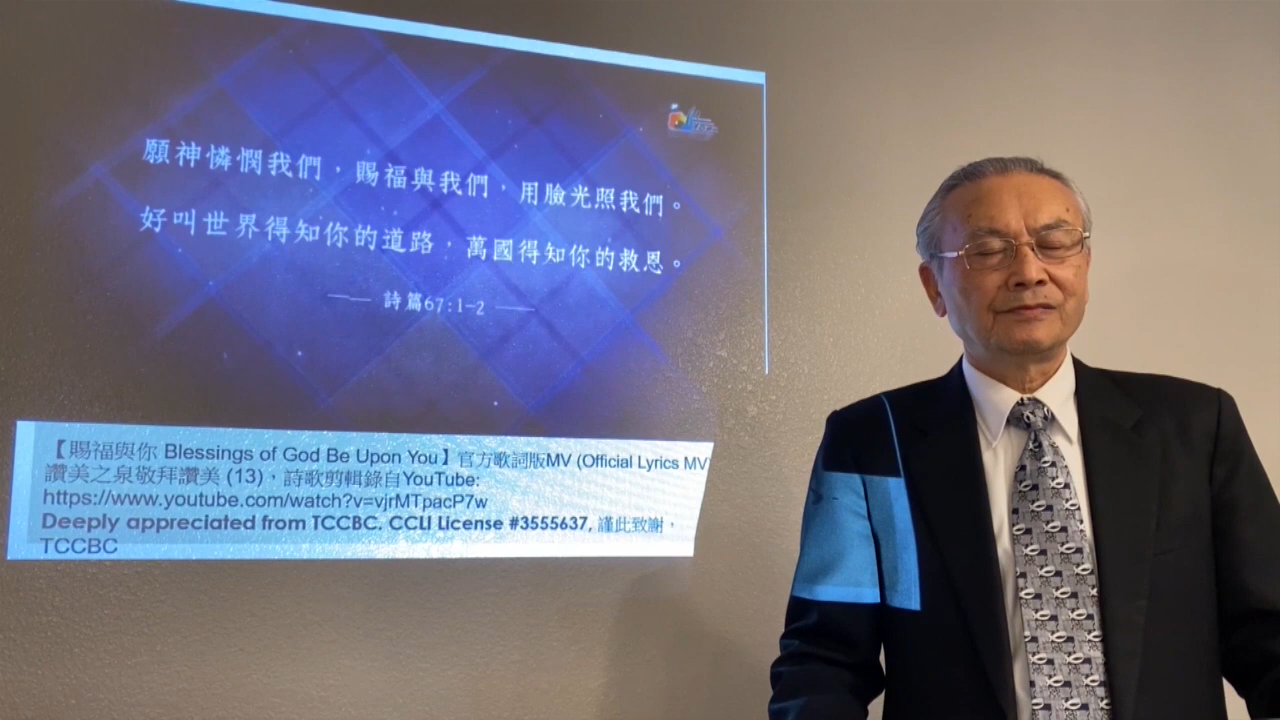 願神憐憫我們，賜福與我們，用臉光照我們。
好叫世界得知你的道路，萬國得知你的救恩。
—— 詩篇67:1-2 ——
【賜福與你 Blessings of God Be Upon You】官方歌詞版MV (Official Lyrics MV
讚美之泉敬拜讚美 (13)，詩歌剪輯錄自YouTube:
https://www.youtube.com/watch?v=vjrMTpacP7w
Deeply appreciated from TCCBC. CCLI License #3555637, 謹此致謝，
TCCBC